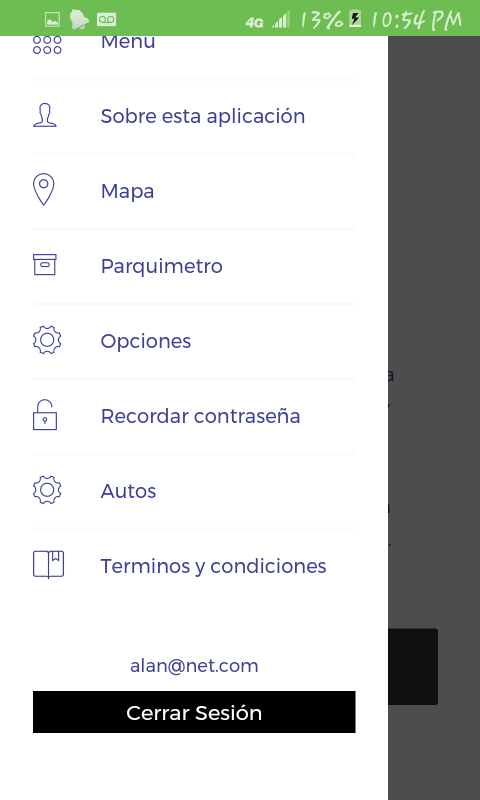 4G 13% 10:54 PM
Menu
Sobre esta aplicación
Mapa
Parquimetro
Opciones
Recordar contraseña
Autos
Terminos y condiciones
alan@net.com
Cerrar Sesión